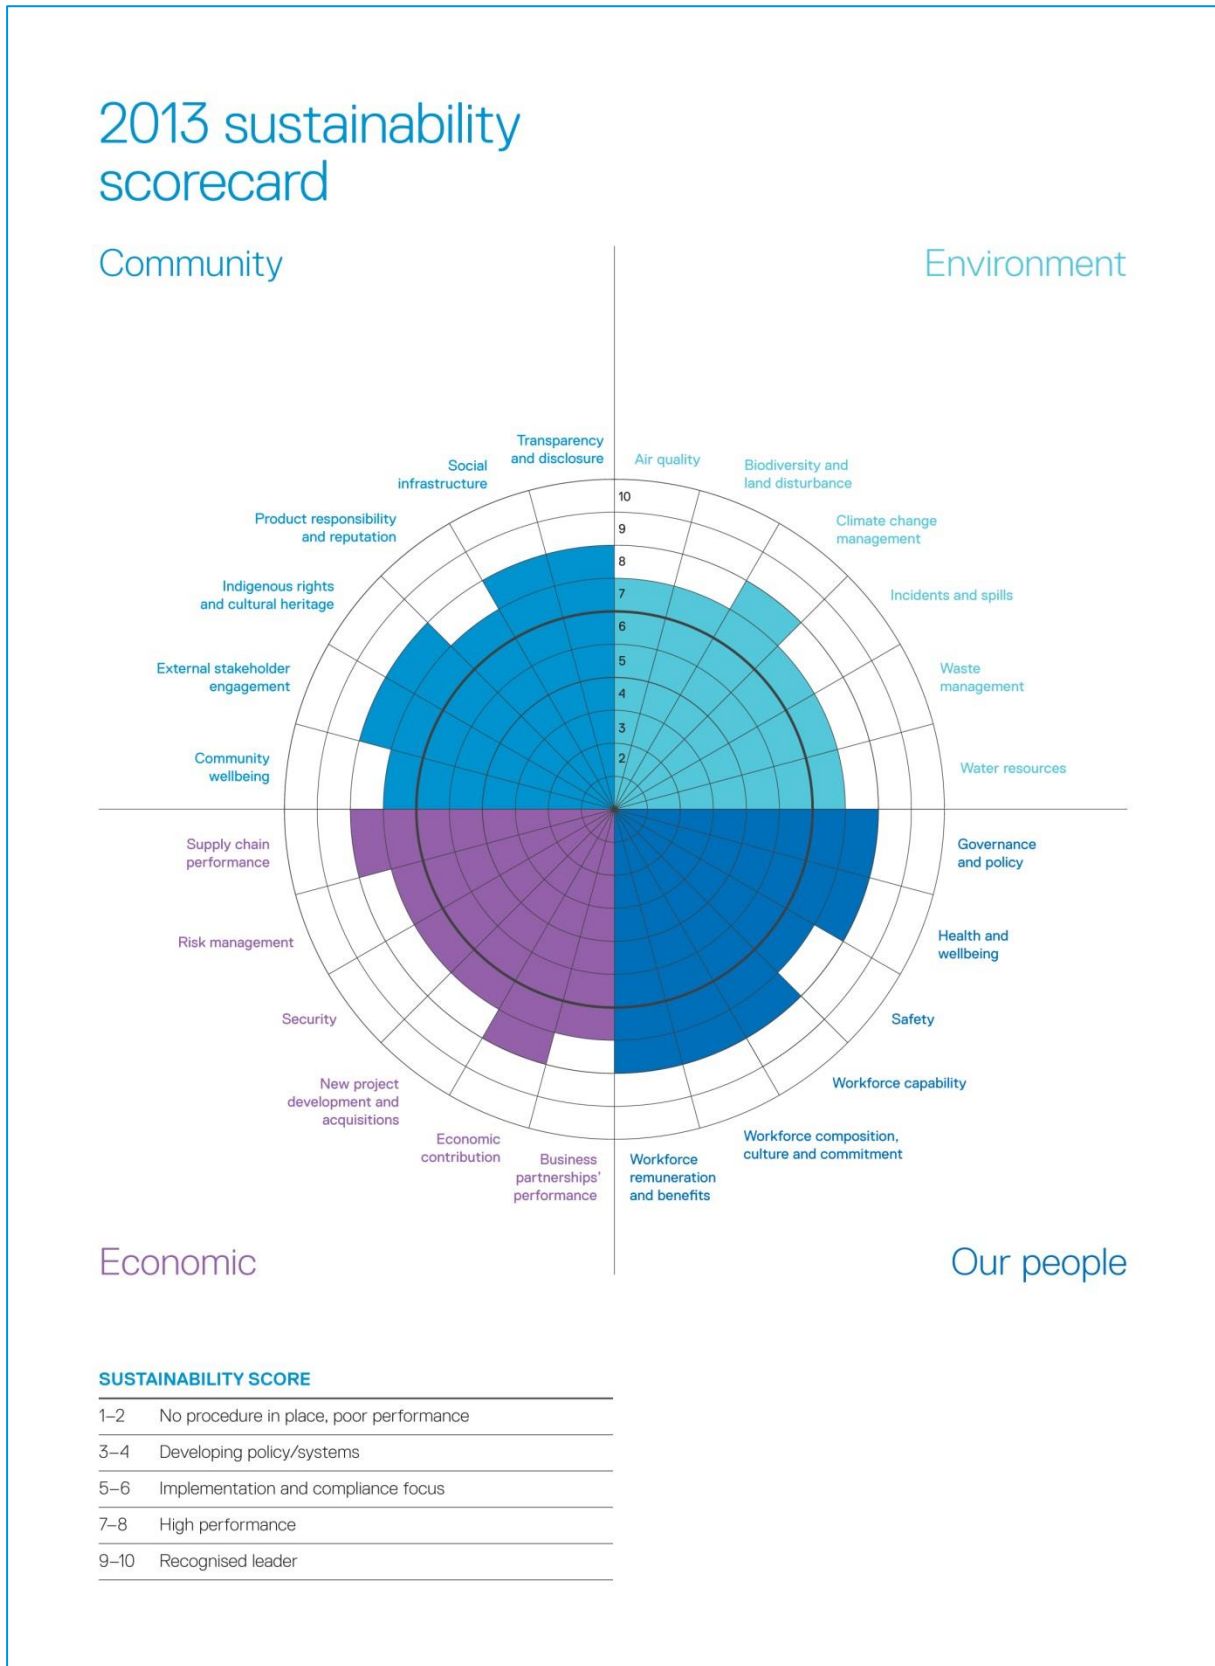 2013 sustainability
scorecard
Community
Environment
Transparency
and disclosure
Social
infrastructure
Product responsibility
and reputation
Indigenous rights
and cultural heritage
External stakeholder
engagement
Community
wellbeing
Air quality
Biodiversity and
land disturbance
Climate change
management
Incidents and spills
Waste
management
Water resources
10
9
8
7
6
5
4
3
2
Supply chain
performance
Risk management
Security
New project
development and
acquisitions
Economic
contribution
Business
partnerships’
performance
Governance
and policy
Health and
wellbeing
Safety
Workforce capability
Workforce composition,
culture and commitment
Workforce
remuneration
and benefits
Economic
Our people
SUSTAINABILITY SCORE
1–2 No procedure in place, poor performance
3–4 Developing policy/systems
5–6 Implementation and compliance focus
7–8 High performance
9–10 Recognised leader